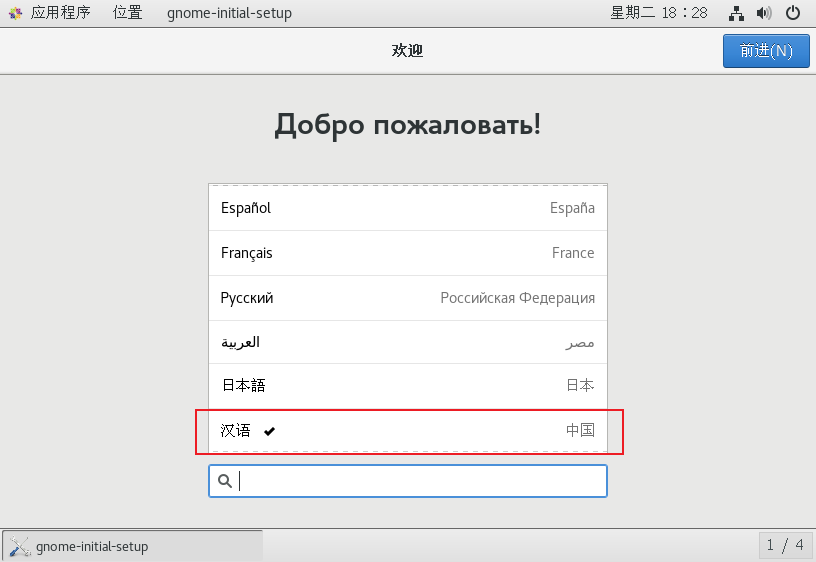 应用程序 位置 gnome-initial-setup 星期二 18：28
欢迎 前进(N)
Добро пожаловать!
Español España
Français France
Русский Российская Федерация
العربية مصر
日本語 日本
汉语 中国
gnome-initial-setup 1 / 4